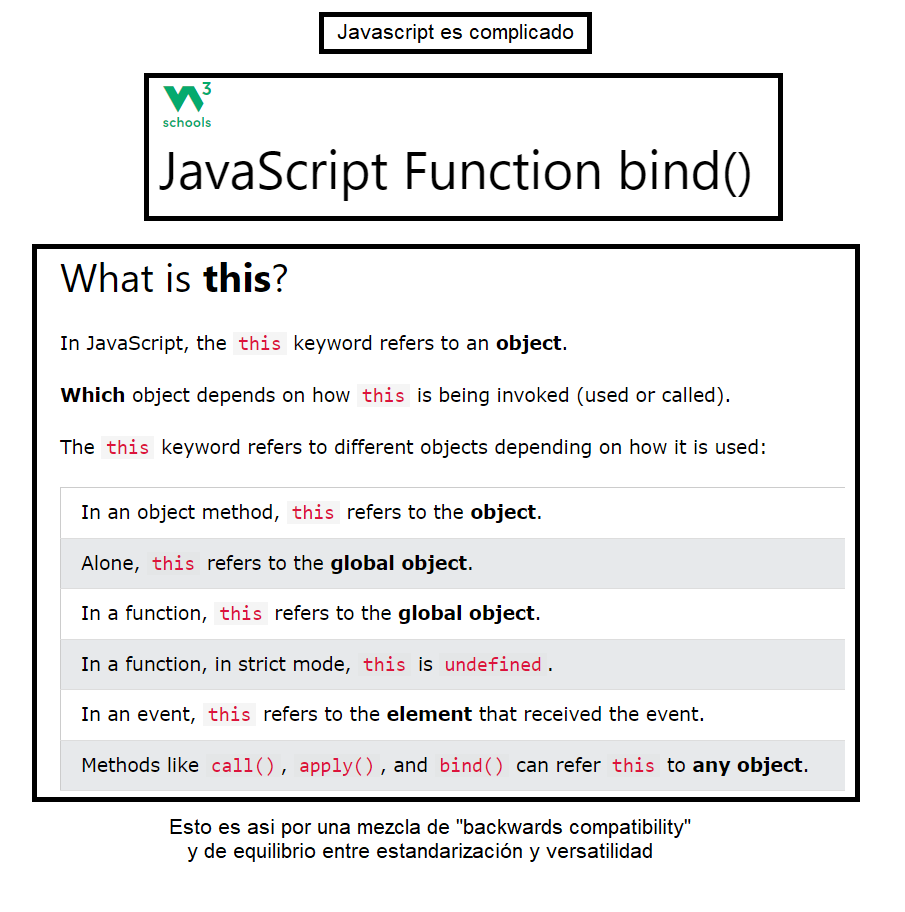 Javascript es complicado
W3
schools
JavaScript Function bind()
What is this?
In JavaScript, the this keyword refers to an object.
Which object depends on how this is being invoked (used or called).
The this keyword refers to different objects depending on how it is used:
In an object method, this refers to the object.
Alone, this refers to the global object.
In a function, this refers to the global object.
In a function, in strict mode, this is undefined.
In an event, this refers to the element that received the event.
Methods like call(), apply(), and bind() can refer this to any object.
Esto es asi por una mezcla de "backwards compatibility"
y de equilibrio entre estandarización y versatilidad